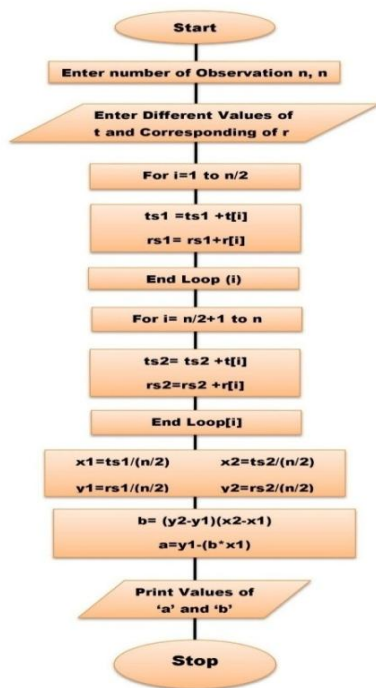 Start
Enter number of Observation n, n
Enter Different Values of
t and Corresponding of r
For i=1 to n/2
ts1 =ts1 +t[i]
rs1= rs1+r[i]
End Loop (i)
For i= n/2+1 to n
ts2= ts2 +t[i]
rs2=rs2 +r[i]
End Loop[i]
x1=ts1/(n/2) x2=ts2/(n/2)
y1=rs1/(n/2) y2=rs2/(n/2)
b= (y2-y1)(x2-x1)
a=y1-(b*x1)
Print Values of
‘a’ and ‘b’
Stop